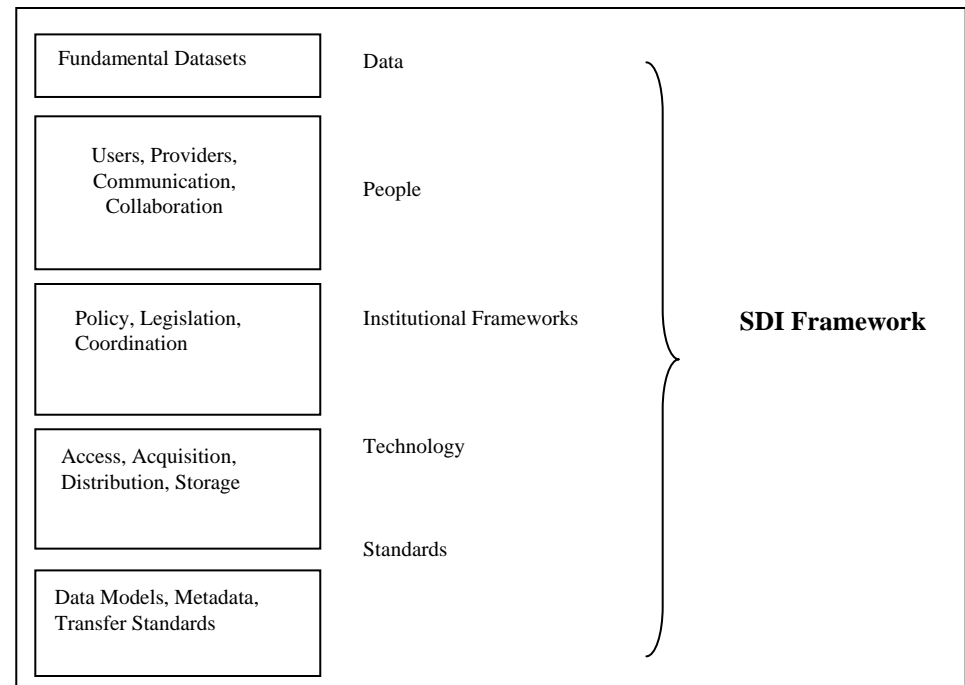 Fundamental Datasets
Data
Users, Providers,
Communication,
Collaboration
People
Policy, Legislation,
Coordination
Institutional Frameworks
SDI Framework
Access, Acquisition,
Distribution, Storage
Technology
Standards
Data Models, Metadata,
Transfer Standards